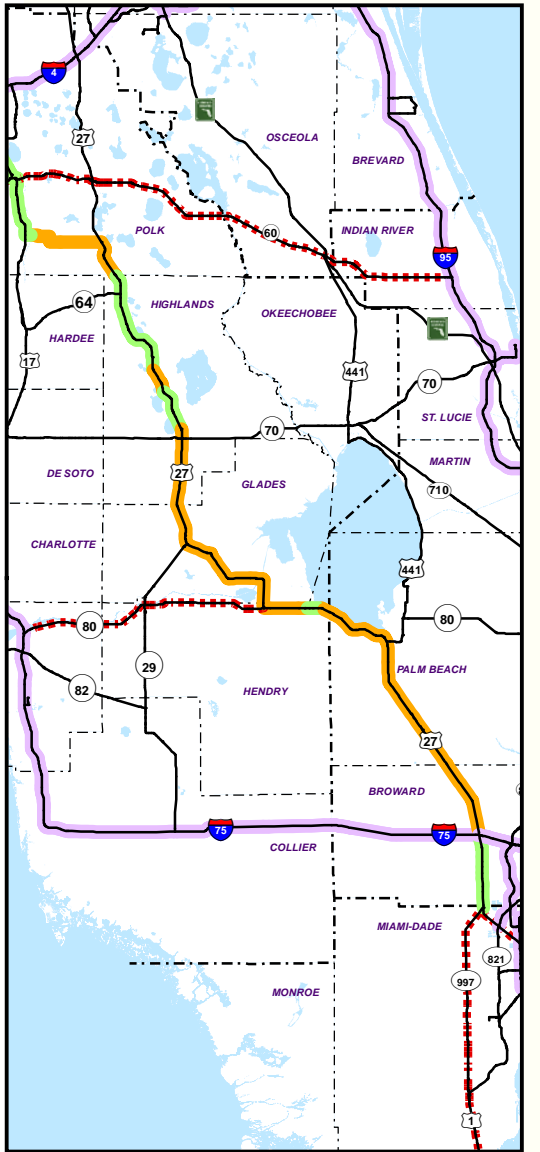 4
27
OSCEOLA
BREVARD
POLK
60
INDIAN RIVER
95
64
HIGHLANDS
OKEECHOBEE
HARDEE
17
441
70
ST. LUCIE
70
MARTIN
DE SOTO
27
GLADES
710
CHARLOTTE
441
80
80
29
PALM BEACH
82
HENDRY
27
BROWARD
75
75
COLLIER
MIAMI-DADE
821
997
MONROE
1